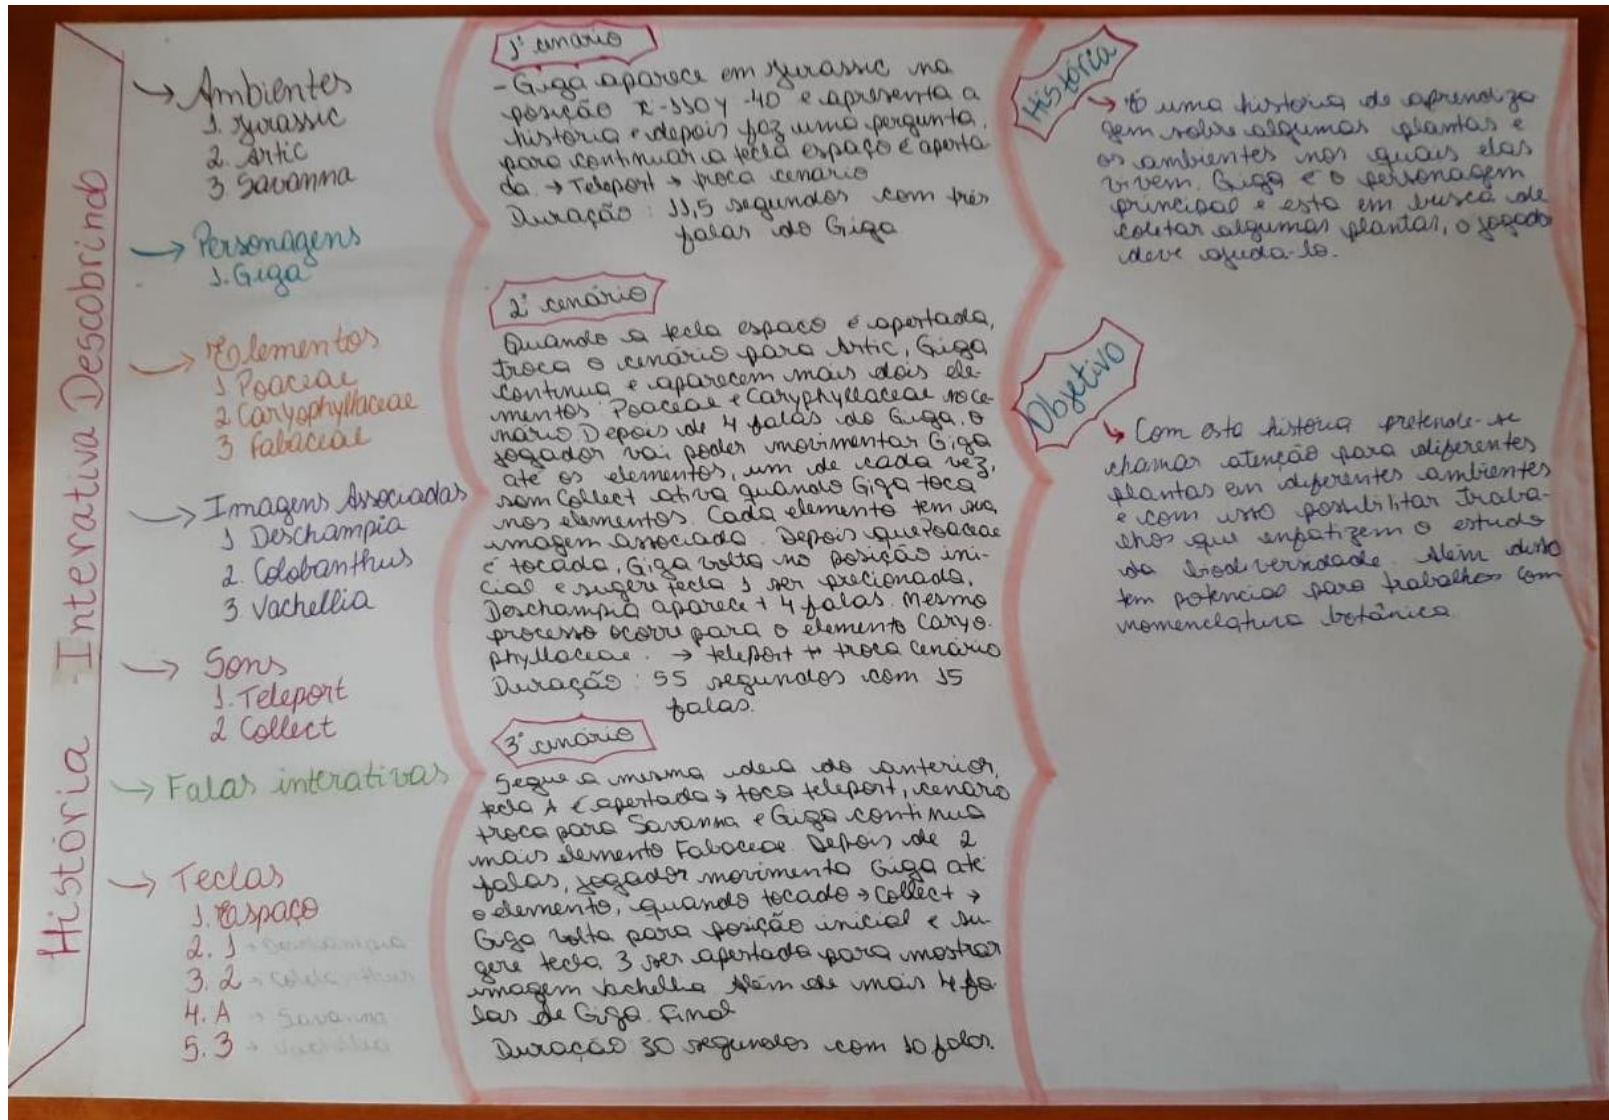 História Interativa Descobrindo
→ Ambientes
1. Jurassic
2. Artic
3 Savanna
→ Personagens
1. Giga
→ Elementos
1 Poaceae
2 Caryophyllaceae
3 Fabaceae
→ Imagens Associadas
1 Deschampia
2. Colobanthus
3. Vachellia
→ Sons
1. Teleport
2 Collect
→ Falas interativas
→ Teclas
1. Espaço
2. 1 → Deschampia
3. 2 → Colobanthus
4. A → Savanna
5. 3 → Vachellia
1° cenário
- Giga aparece em Jurassic na
posição x-110 y -40 e apresenta a
história e depois faz uma pergunta,
para continuar a tecla espaço é aperta
da. → Teleport → troca cenario
Duração : 11,5 segundos com três
falas do Giga
2° cenário
Quando a tecla espaço é apertada,
troca o cenário para Artic, Giga
continua e aparecem mais dois ele-
mentos: Poaceae e Caryphyllaceae no ce-
nário. Depois de 4 falas do Giga, o
jogador vai poder movimentar Giga
até os elementos, um de cada vez,
som Collect ativa quando Giga toca
nos elementos. Cada elemento tem sua
imagem associada. Depois que Poaceae
é tocada, Giga volta na posição ini-
cial e sugere tecla 1 ser precionada,
Deschampia aparece + 4 falas. Mesmo
processo ocorre para o elemento Caryo-
phyllaceae. → teleport → troca cenário
Duração : 55 segundos com 15
falas.
3° cenário
Segue a mesma ideia do anterior,
tecla A é apertada → toca teleport, cenário
troca para Savanna e Giga continua
mais elemento Fabaceae. Depois de 2
falas, jogador movimenta Giga até
o elemento, quando tocado → Collect →
Giga volta para posição inicial e su-
gere tecla 3 ser apertada para mostrar
imagem Vachellia. Além de mais 4 fa-
las de Giga. Final
Duração 30 segundos com 10 falas.
História
→ É uma história de aprendiza
gem sobre algumas plantas e
os ambientes nos quais elas
vivem. Giga é o personagem
principal e esta em busca de
coletar algumas plantas, o jogador
deve ajuda-lo.
Objetivo
→ Com esta história pretende-se
chamar atenção para diferentes
plantas em diferentes ambientes
e com isso possibilitar traba-
lhos que enfatizem o estudo
da biodiversidade. Além disso
tem potencial para trabalhos com
nomenclatura botânica.